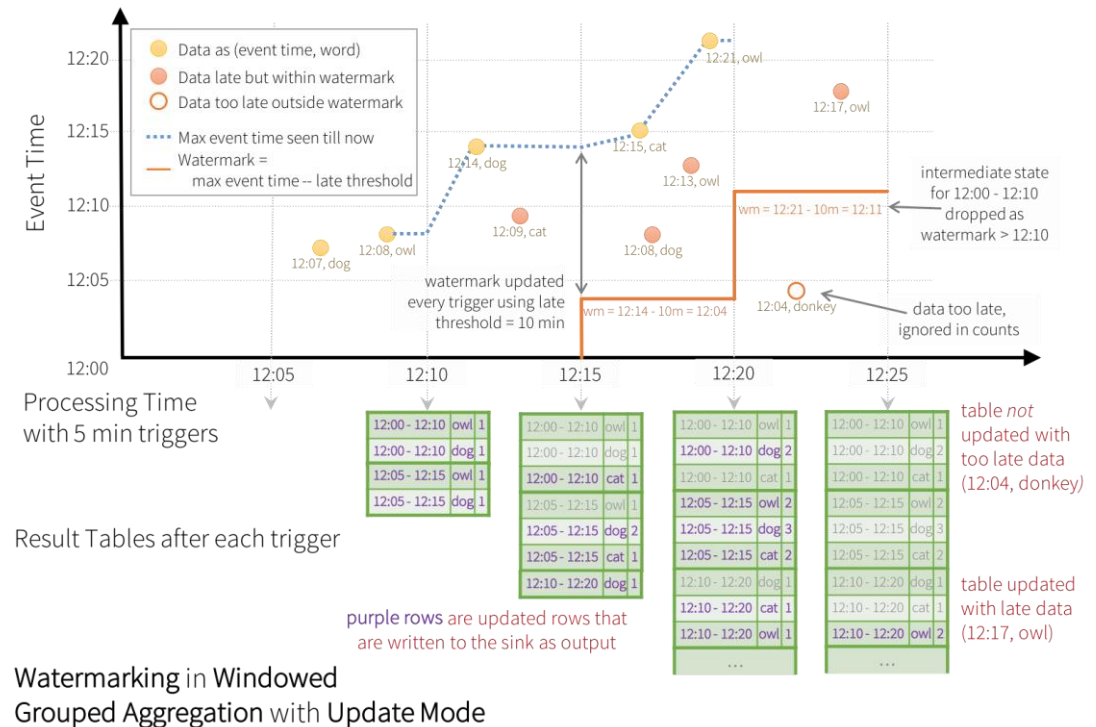 12:20
12:15
12:10
12:05
12:00
Event Time
Data as (event time, word)
Data late but within watermark
Data too late outside watermark
Max event time seen till now
Watermark =
max event time -- late threshold
12:07, dog
12:08, owl
12:14, dog
12:09, cat
12:15, cat
12:21, owl
12:13, owl
12:08, dog
12:17, owl
12:04, donkey
watermark updated
every trigger using late
threshold = 10 min
wm = 12:14 - 10m = 12:04
wm = 12:21 - 10m = 12:11
intermediate state
for 12:00 - 12:10
dropped as
watermark > 12:10
data too late,
ignored in counts
12:05
12:10
12:15
12:20
12:25
Processing Time
with 5 min triggers
Result Tables after each trigger
12:00 - 12:10 owl 1
12:00 - 12:10 dog 1
12:05 - 12:15 owl 1
12:05 - 12:15 dog 1
12:00 - 12:10 owl 1
12:00 - 12:10 dog 1
12:00 - 12:10 cat 1
12:05 - 12:15 owl 1
12:05 - 12:15 dog 2
12:05 - 12:15 cat 1
12:10 - 12:20 dog 1
12:00 - 12:10 owl 1
12:00 - 12:10 dog 2
12:00 - 12:10 cat 1
12:05 - 12:15 owl 2
12:05 - 12:15 dog 3
12:05 - 12:15 cat 2
12:10 - 12:20 dog 1
12:10 - 12:20 cat 1
12:10 - 12:20 owl 1
...
12:00 - 12:10 owl 1
12:00 - 12:10 dog 2
12:00 - 12:10 cat 1
12:05 - 12:15 owl 2
12:05 - 12:15 dog 3
12:05 - 12:15 cat 2
12:10 - 12:20 dog 1
12:10 - 12:20 cat 1
12:10 - 12:20 owl 2
...
table not
updated with
too late data
(12:04, donkey)
table updated
with late data
(12:17, owl)
purple rows are updated rows that
are written to the sink as output
Watermarking in Windowed
Grouped Aggregation with Update Mode